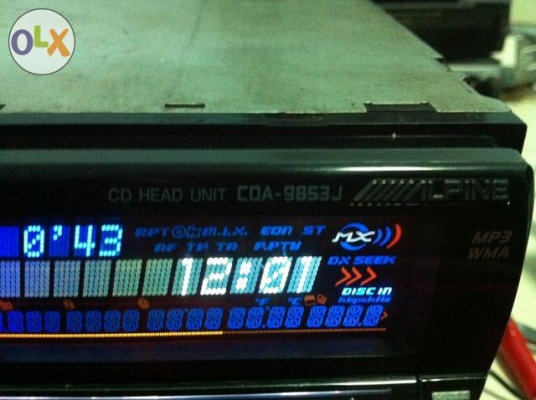 OLX
CD HEAD UNIT CDA-9853J ALPINE
0'43 RPT M.I.X. EON ST MX
AF TP TA P.PTY MP3
WMA
DX SEEK
12:01
DISC IN
°F °C kbpskHz